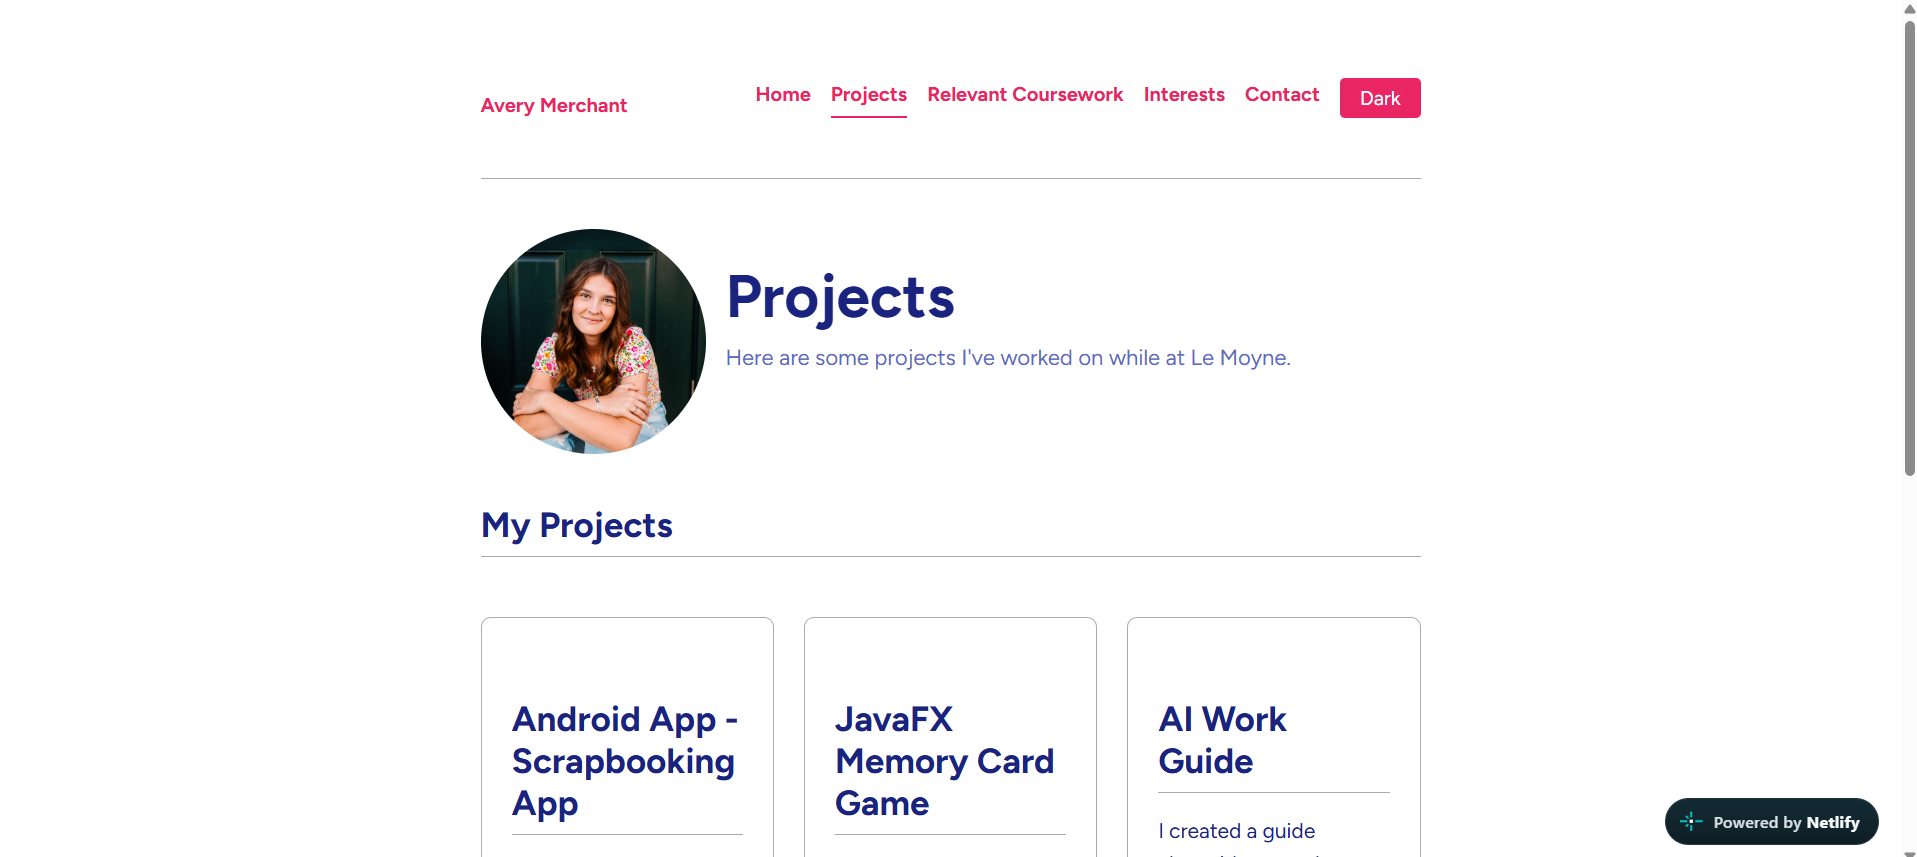 Avery Merchant
Home Projects Relevant Coursework Interests Contact Dark
Projects
Here are some projects I've worked on while at Le Moyne.
My Projects
Android App -
Scrapbooking
App
JavaFX
Memory Card
Game
AI Work
Guide
I created a guide
Powered by Netlify